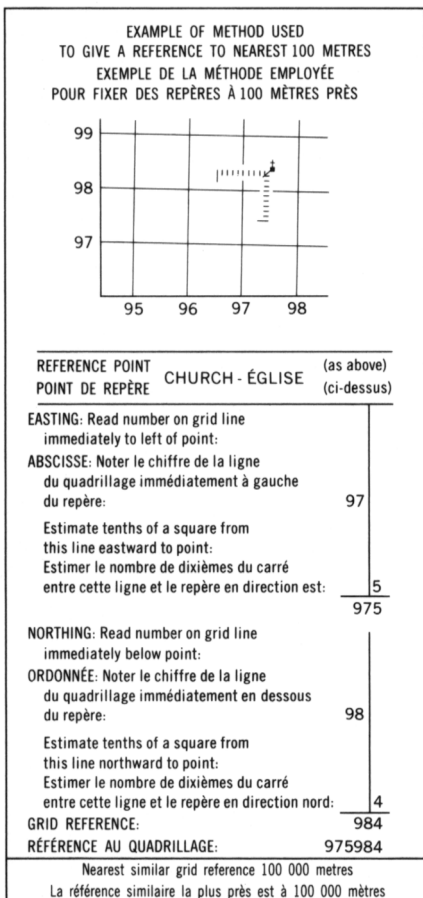 EXAMPLE OF METHOD USED
TO GIVE A REFERENCE TO NEAREST 100 METRES
EXEMPLE DE LA MÉTHODE EMPLOYÉE
POUR FIXER DES REPÈRES À 100 MÈTRES PRÈS
99
98
97
95 96 97 98
REFERENCE POINT
POINT DE REPÈRE
CHURCH - ÉGLISE
(as above)
(ci-dessus)
EASTING: Read number on grid line
immediately to left of point:
ABSCISSE: Noter le chiffre de la ligne
du quadrillage immédiatement à gauche
du repère: 97
Estimate tenths of a square from
this line eastward to point:
Estimer le nombre de dixièmes du carré
entre cette ligne et le repère en direction est: 5
975
NORTHING: Read number on grid line
immediately below point:
ORDONNÉE: Noter le chiffre de la ligne
du quadrillage immédiatement en dessous
du repère: 98
Estimate tenths of a square from
this line northward to point:
Estimer le nombre de dixièmes du carré
entre cette ligne et le repère en direction nord: 4
GRID REFERENCE: 984
RÉFÉRENCE AU QUADRILLAGE: 975984
Nearest similar grid reference 100 000 metres
La référence similaire la plus près est à 100 000 mètres